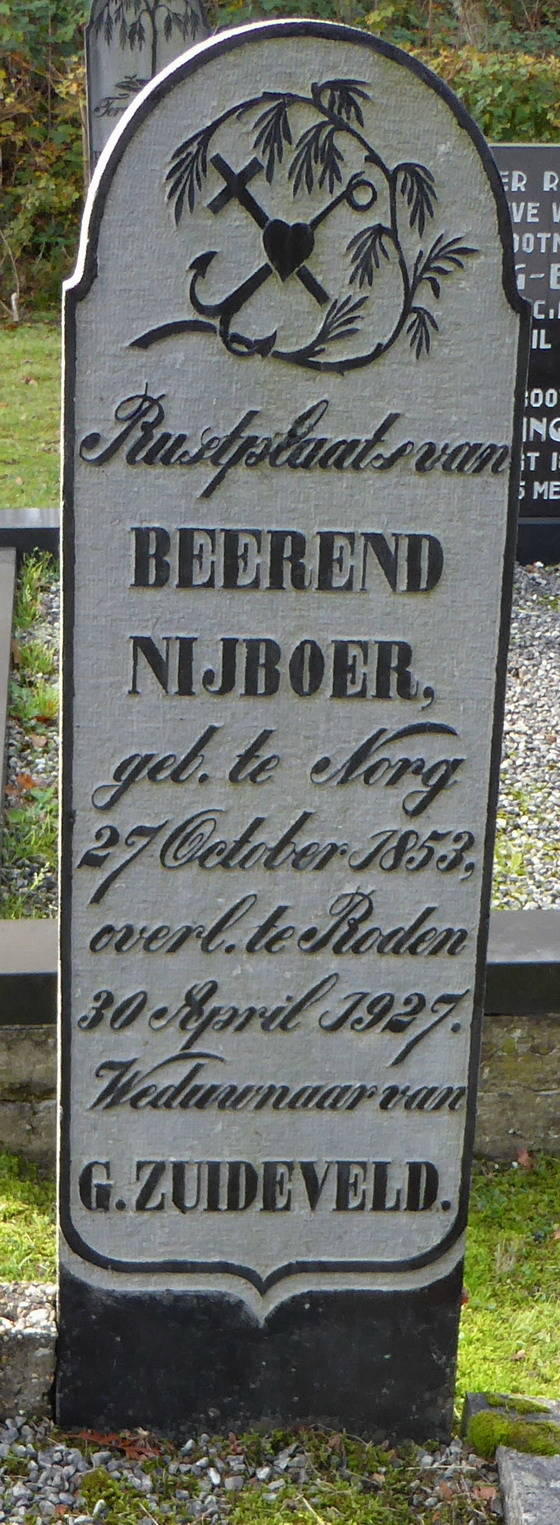 Rustplaats van
BEEREND
NIJBOER,
geb. te Norg
27 October 1853,
overl. te Roden
30 April 1927.
Weduwnaar van
G. ZUIDEVELD.